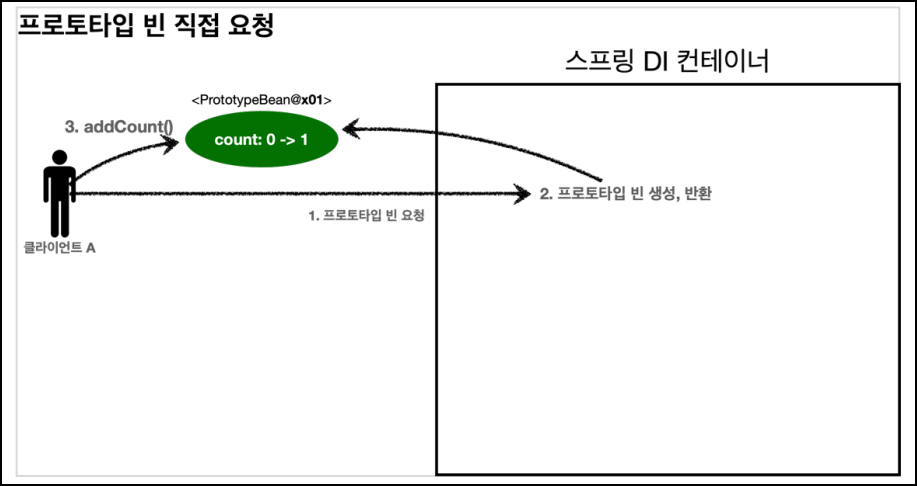 프로토타입 빈 직접 요청
스프링 DI 컨테이너
<PrototypeBean@x01>
3. addCount()
count: 0 -> 1
2. 프로토타입 빈 생성, 반환
1. 프로토타입 빈 요청
클라이언트 A